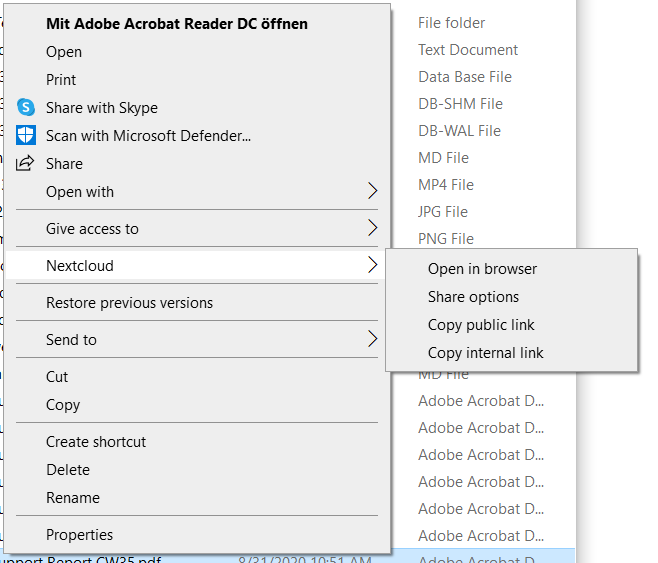 Mit Adobe Acrobat Reader DC öffnen
Open
Print
Share with Skype
Scan with Microsoft Defender...
Share
Open with
Give access to
Nextcloud
Restore previous versions
Send to
Cut
Copy
Create shortcut
Delete
Rename
Properties
Open in browser
Share options
Copy public link
Copy internal link
File folder
Text Document
Data Base File
DB-SHM File
DB-WAL File
MD File
MP4 File
JPG File
PNG File
MD File
Adobe Acrobat D...
Adobe Acrobat D...
Adobe Acrobat D...
Adobe Acrobat D...
Adobe Acrobat D...
Adobe Acrobat D...
Report CW35.pdf 8/31/2020 10:51 AM Adobe Acrobat D...